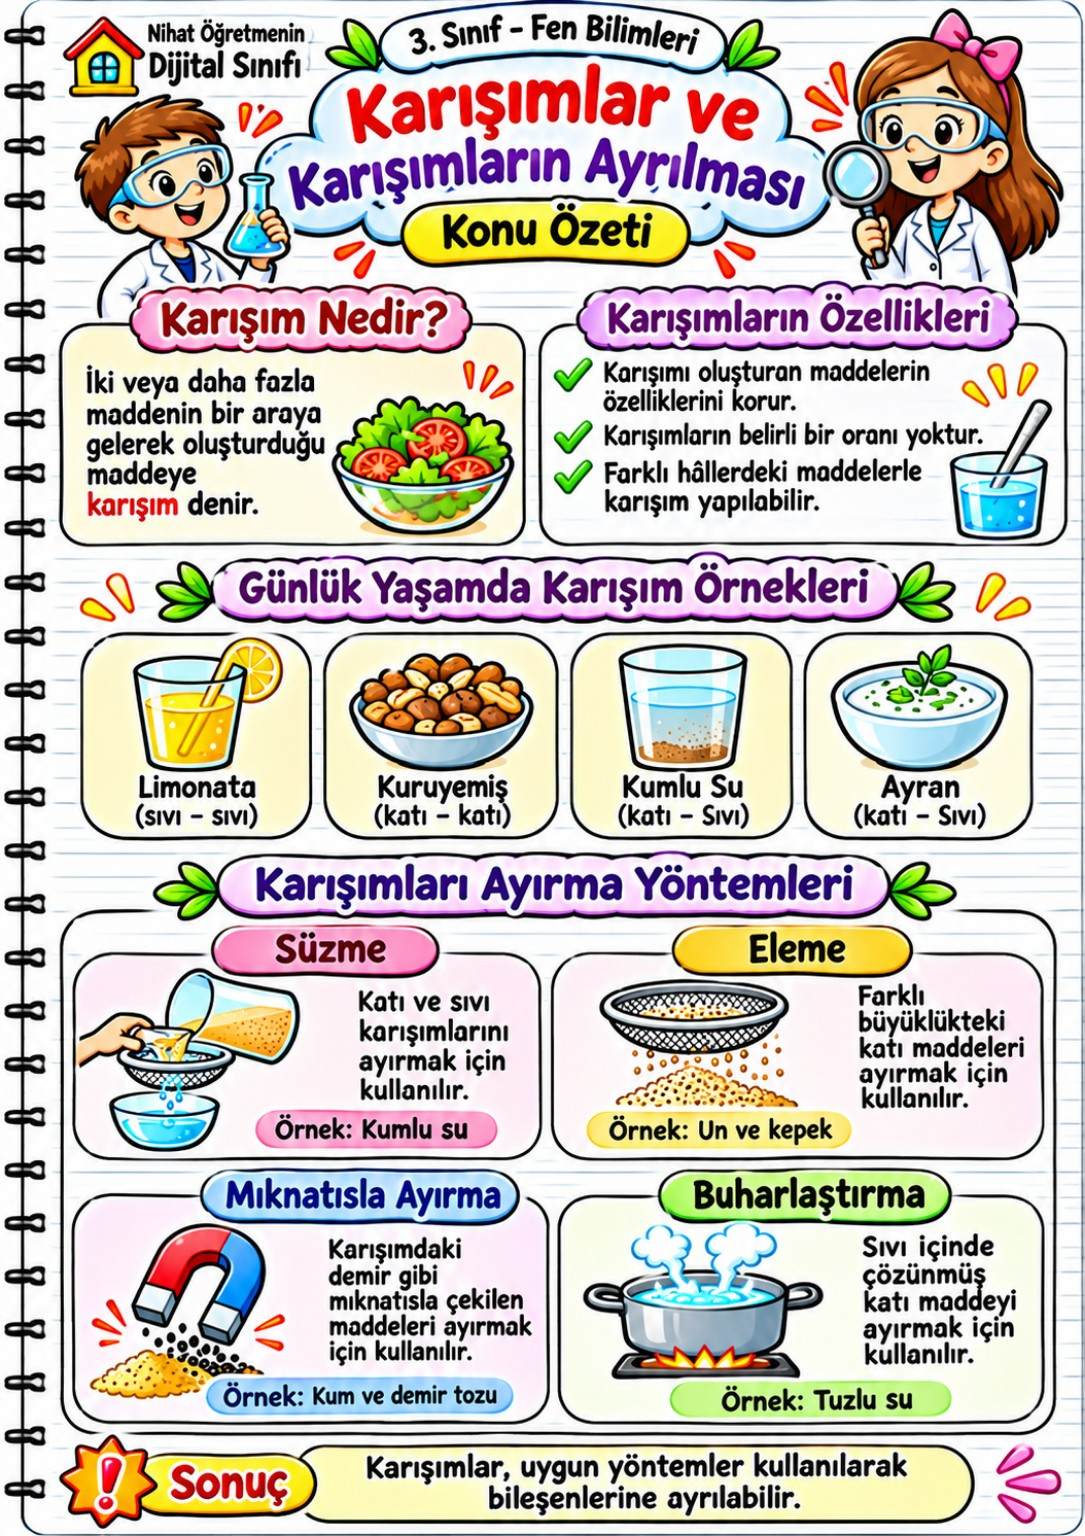 Nihat Öğretmenin
Dijital Sınıfı
3. Sınıf - Fen Bilimleri
Karışımlar ve
Karışımların Ayrılması
Konu Özeti
Karışım Nedir?
İki veya daha fazla
maddenin bir araya
gelerek oluşturduğu
maddeye
karışım denir.
Karışımların Özellikleri
Karışımı oluşturan maddelerin
özelliklerini korur.
Karışımların belirli bir oranı yoktur.
Farklı hâllerdeki maddelerle
karışım yapılabilir.
Günlük Yaşamda Karışım Örnekleri
Limonata
(sıvı - sıvı)
Kuruyemiş
(katı - katı)
Kumlu Su
(katı - Sıvı)
Ayran
(katı - Sıvı)
Karışımları Ayırma Yöntemleri
Süzme
Katı ve sıvı
karışımlarını
ayırmak için
kullanılır.
Örnek: Kumlu su
Eleme
Farklı
büyüklükteki
katı maddeleri
ayırmak için
kullanılır.
Örnek: Un ve kepek
Mıknatısla Ayırma
Karışımdaki
demir gibi
mıknatısla çekilen
maddeleri ayırmak
için kullanılır.
Örnek: Kum ve demir tozu
Buharlaştırma
Sıvı içinde
çözünmüş
katı maddeyi
ayırmak için
kullanılır.
Örnek: Tuzlu su
Sonuç
Karışımlar, uygun yöntemler kullanılarak
bileşenlerine ayrılabilir.